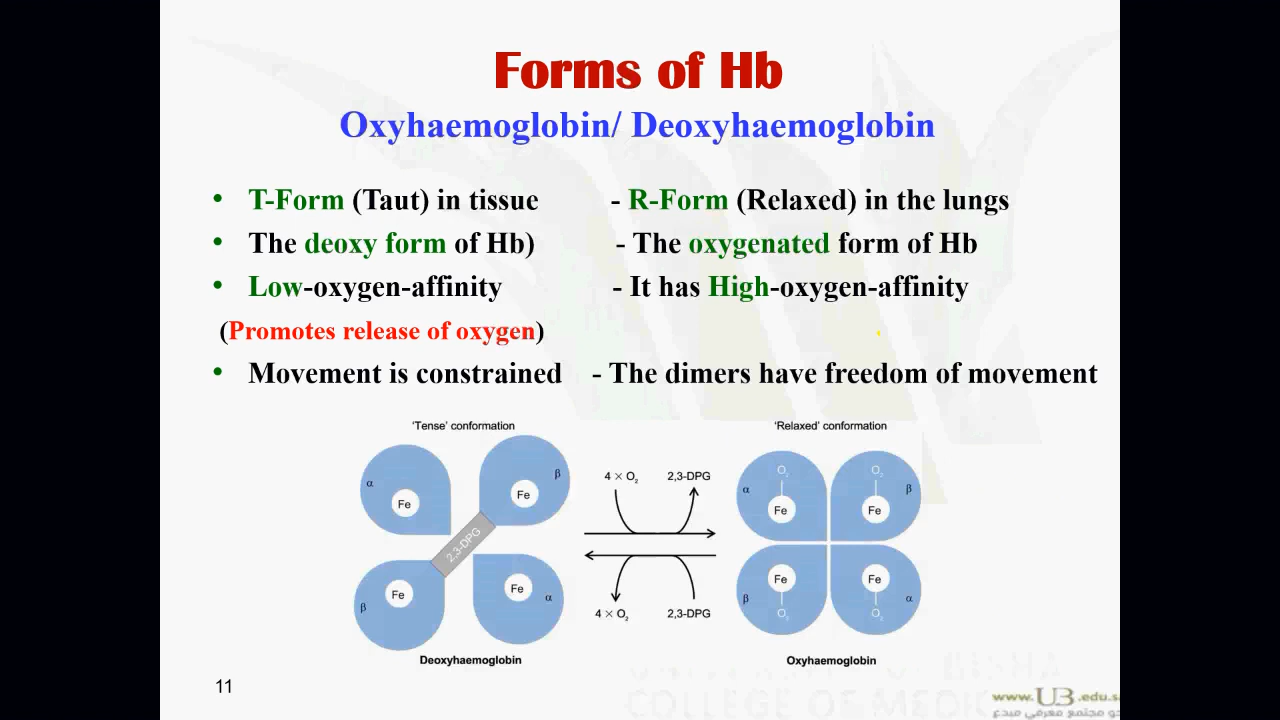 Forms of Hb
Oxyhaemoglobin/ Deoxyhaemoglobin
• T-Form (Taut) in tissue - R-Form (Relaxed) in the lungs
• The deoxy form of Hb) - The oxygenated form of Hb
• Low-oxygen-affinity - It has High-oxygen-affinity
(Promotes release of oxygen)
• Movement is constrained - The dimers have freedom of movement
'Tense' conformation
'Relaxed' conformation
α
Fe
β
Fe
2,3-DPG
β
Fe
Fe
α
Deoxyhaemoglobin
4 × O₂ 2,3-DPG
4 × O₂ 2,3-DPG
O₂ O₂
α Fe Fe β
Fe Fe
β α
O₂ O₂
Oxyhaemoglobin
11
COLLEGE OF MEDIC
www.UB.edu.s
مجتمع معرفي مبدع